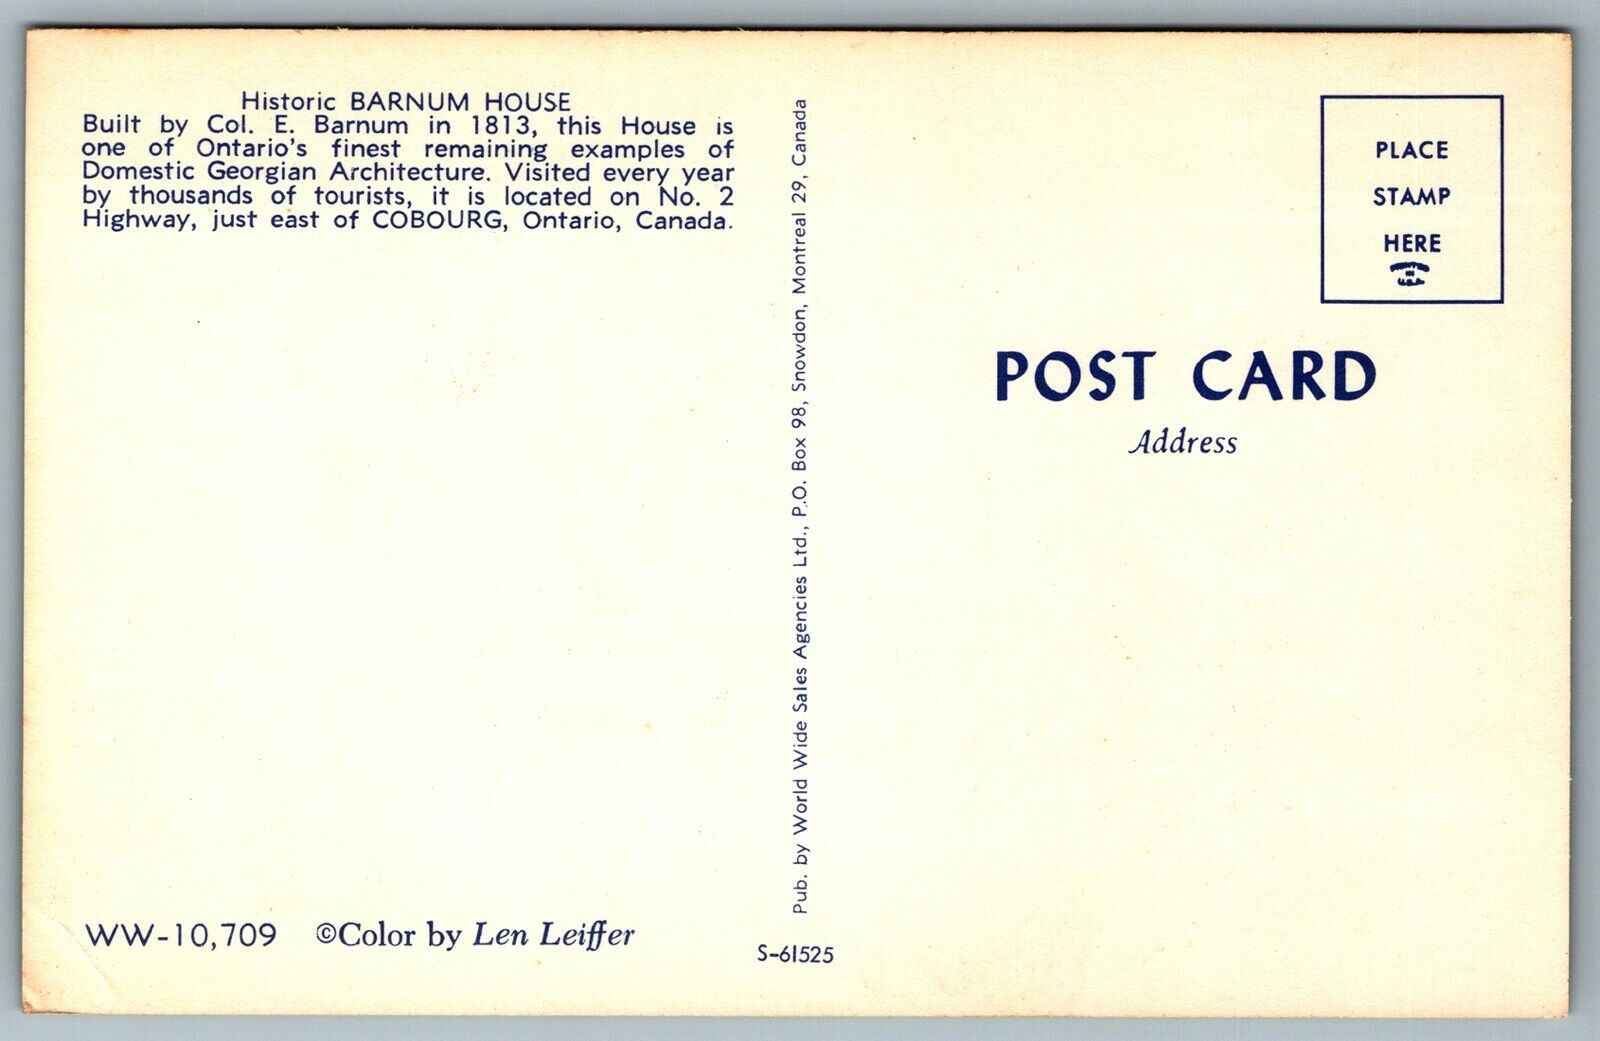 Historic BARNUM HOUSE
Built by Col. E. Barnum in 1813, this House is
one of Ontario's finest remaining examples of
Domestic Georgian Architecture. Visited every year
by thousands of tourists, it is located on No. 2
Highway, just east of COBOURG, Ontario, Canada.
WW-10,709 ©Color by Len Leiffer
Pub. by World Wide Sales Agencies Ltd., P.O. Box 98, Snowdon, Montreal 29, Canada
S-61525
PLACE
STAMP
HERE
POST CARD
Address